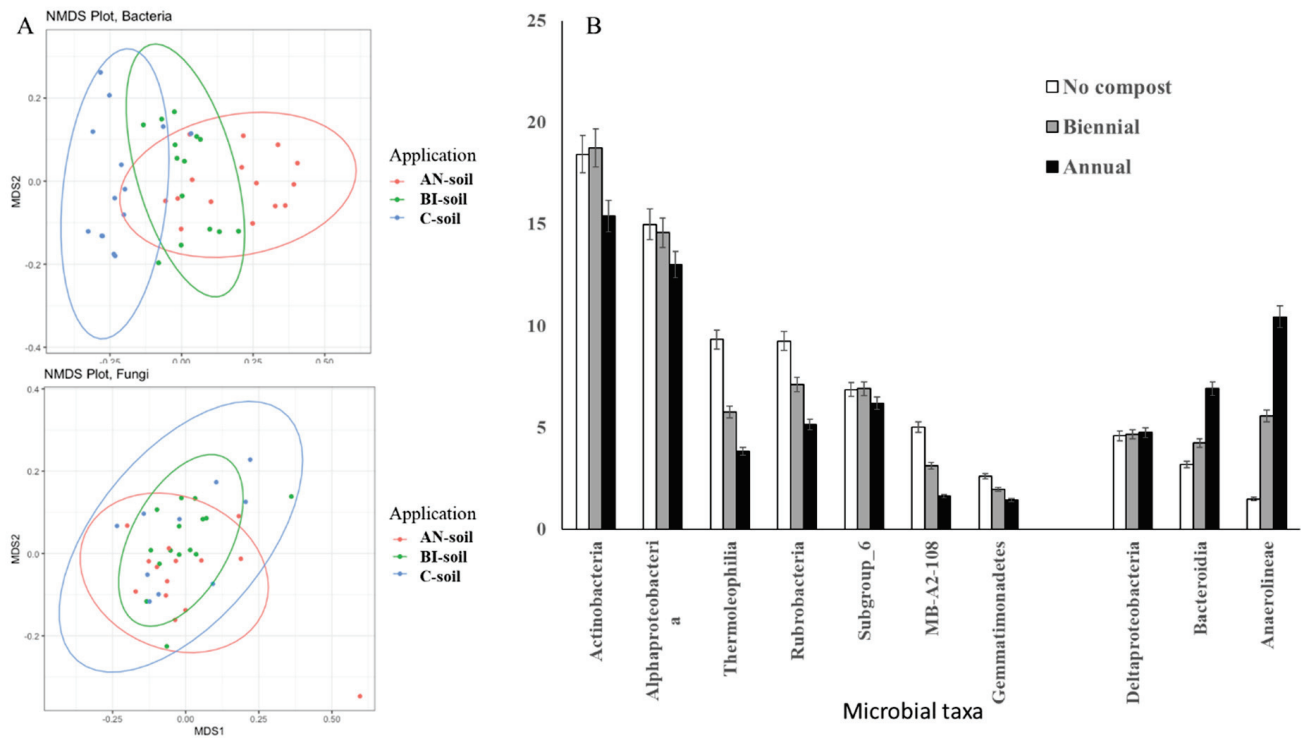 A
NMDS Plot, Bacteria
MDS2
0.2
0.0
-0.2
-0.4
-0.25
0.00
0.25
0.50
Application
AN-soil
BI-soil
C-soil
NMDS Plot, Fungi
MDS2
0.4
0.2
0.0
-0.2
-0.25
0.00
0.25
0.50
MDS1
Application
AN-soil
BI-soil
C-soil
B
25
20
15
10
5
0
No compost
Biennial
Annual
Actinobacteria
Alphaproteobacteri
a
Thermoleophilia
Rubrobacteria
Subgroup_6
MB-A2-108
Gemmatimonadetes
Deltaproteobacteria
Bacteroidia
Anaerolineae
Microbial taxa